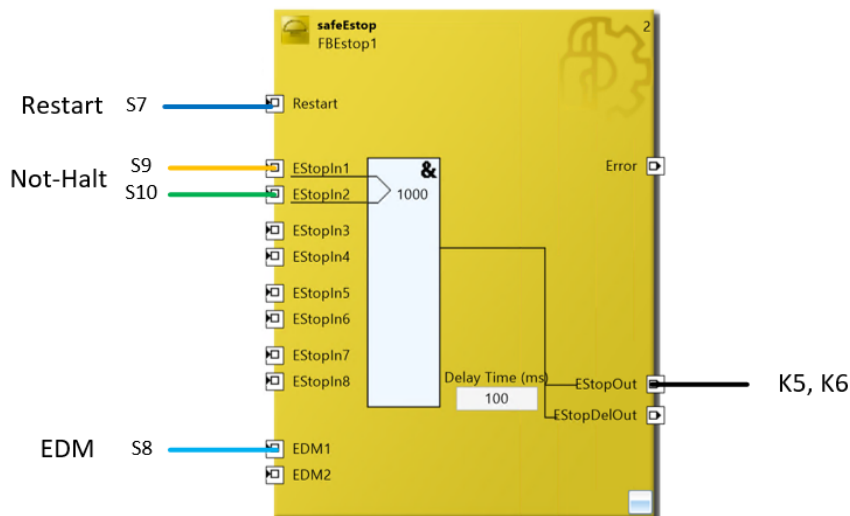 safeEstop
2
FBEstop1
Restart S7
Restart
Not-Halt
S9
S10
EStopIn1
&
EStopIn2
1000
Error
EStopIn3
EStopIn4
EStopIn5
EStopIn6
EStopIn7
EStopIn8
Delay Time (ms)
100
EStopOut
K5, K6
EStopDelOut
EDM S8
EDM1
EDM2